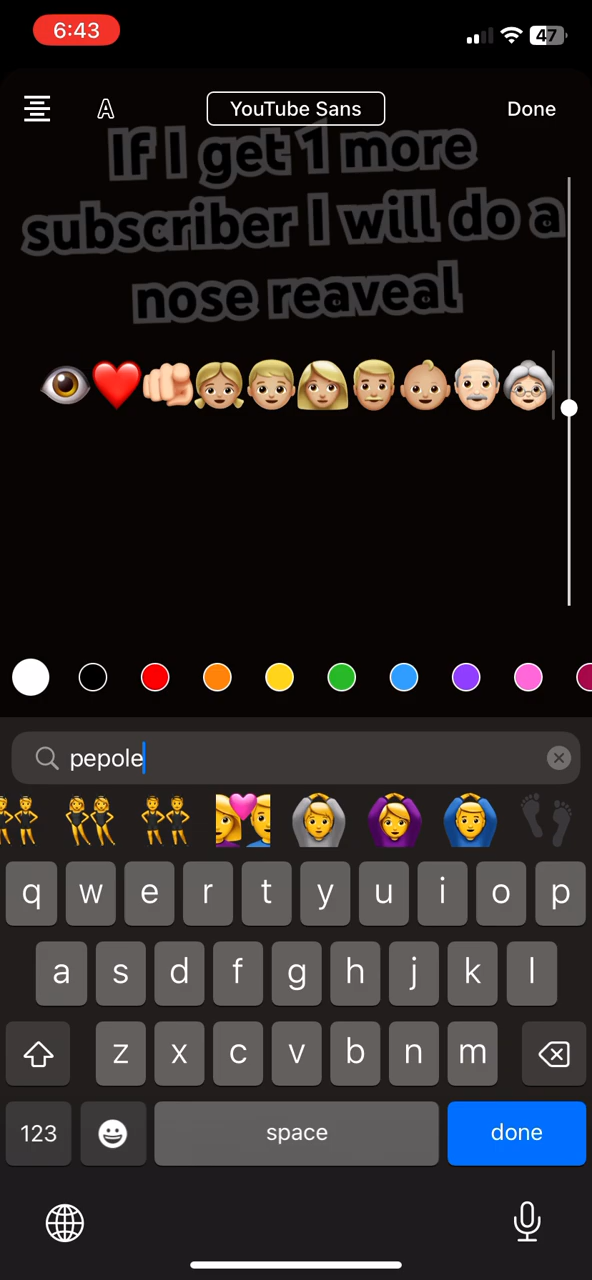 6:43
47
A
YouTube Sans
Done
If I get 1 more
subscriber I will do a
nose reaveal
👁️❤️🫵🏻👧🏼👦🏼👩🏼👨🏼👶🏼👴🏻👵🏻
pepole
q w e r t y u i o p
a s d f g h j k l
z x c v b n m
123
space
done